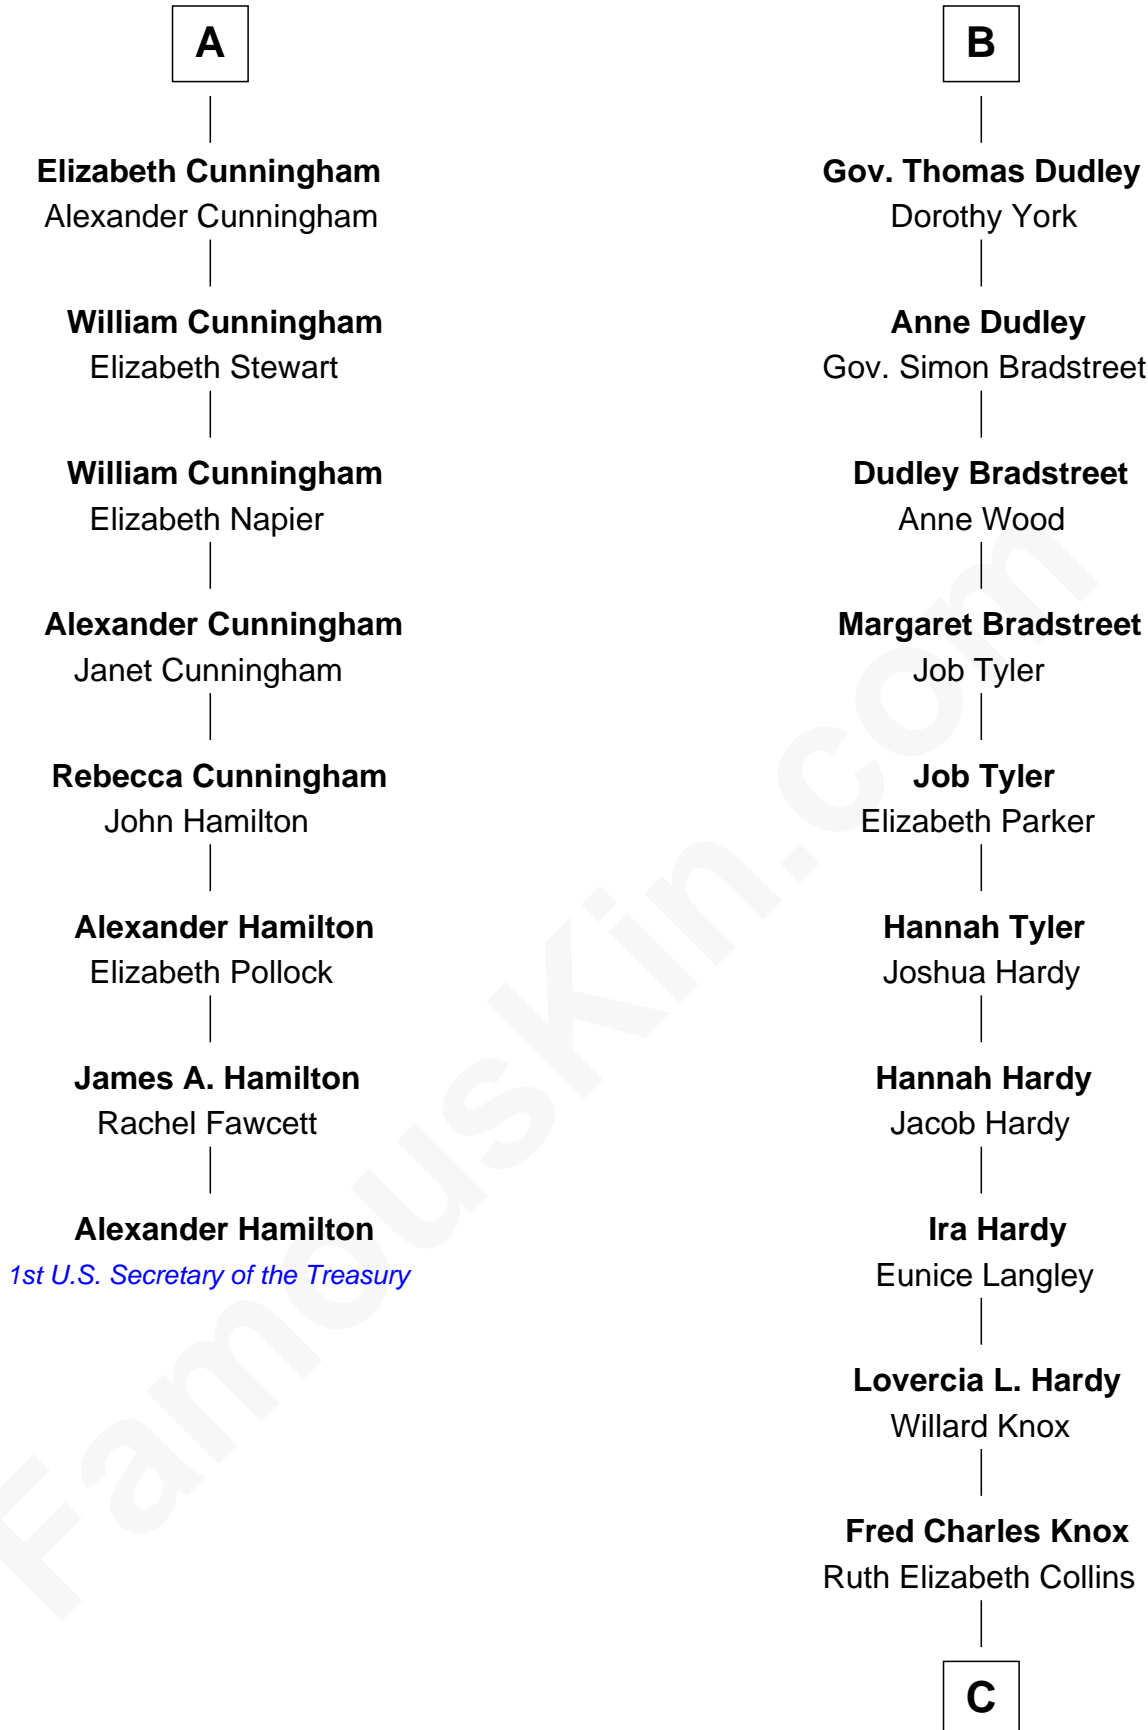 A
Elizabeth Cunningham
Alexander Cunningham
William Cunningham
Elizabeth Stewart
William Cunningham
Elizabeth Napier
Alexander Cunningham
Janet Cunningham
Rebecca Cunningham
John Hamilton
Alexander Hamilton
Elizabeth Pollock
James A. Hamilton
Rachel Fawcett
Alexander Hamilton
1st U.S. Secretary of the Treasury
B
Gov. Thomas Dudley
Dorothy York
Anne Dudley
Gov. Simon Bradstreet
Dudley Bradstreet
Anne Wood
Margaret Bradstreet
Job Tyler
Job Tyler
Elizabeth Parker
Hannah Tyler
Joshua Hardy
Hannah Hardy
Jacob Hardy
Ira Hardy
Eunice Langley
Lovercia L. Hardy
Willard Knox
Fred Charles Knox
Ruth Elizabeth Collins
C
FamousKin.com